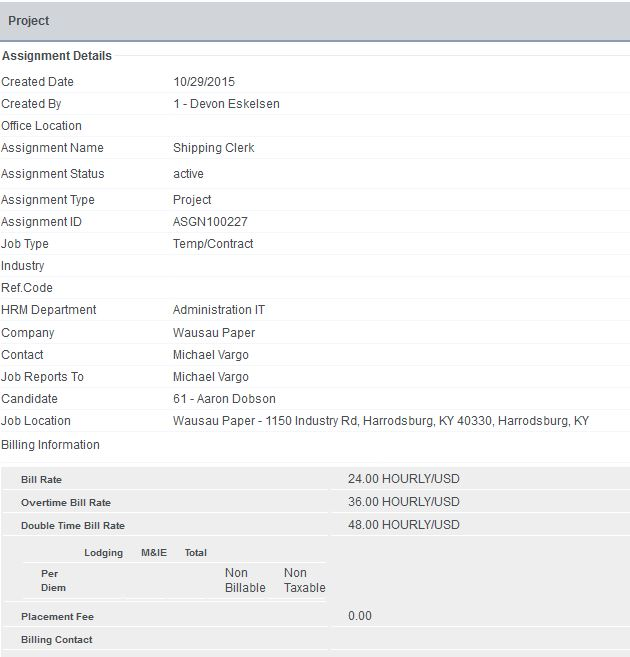 Project
Assignment Details
Created Date 10/29/2015
Created By 1 - Devon Eskelsen
Office Location
Assignment Name Shipping Clerk
Assignment Status active
Assignment Type Project
Assignment ID ASGN100227
Job Type Temp/Contract
Industry
Ref.Code
HRM Department Administration IT
Company Wausau Paper
Contact Michael Vargo
Job Reports To Michael Vargo
Candidate 61 - Aaron Dobson
Job Location Wausau Paper - 1150 Industry Rd, Harrodsburg, KY 40330, Harrodsburg, KY
Billing Information
Bill Rate 24.00 HOURLY/USD
Overtime Bill Rate 36.00 HOURLY/USD
Double Time Bill Rate 48.00 HOURLY/USD
Lodging M&IE Total
Per Non Non
Diem Billable Taxable
Placement Fee 0.00
Billing Contact